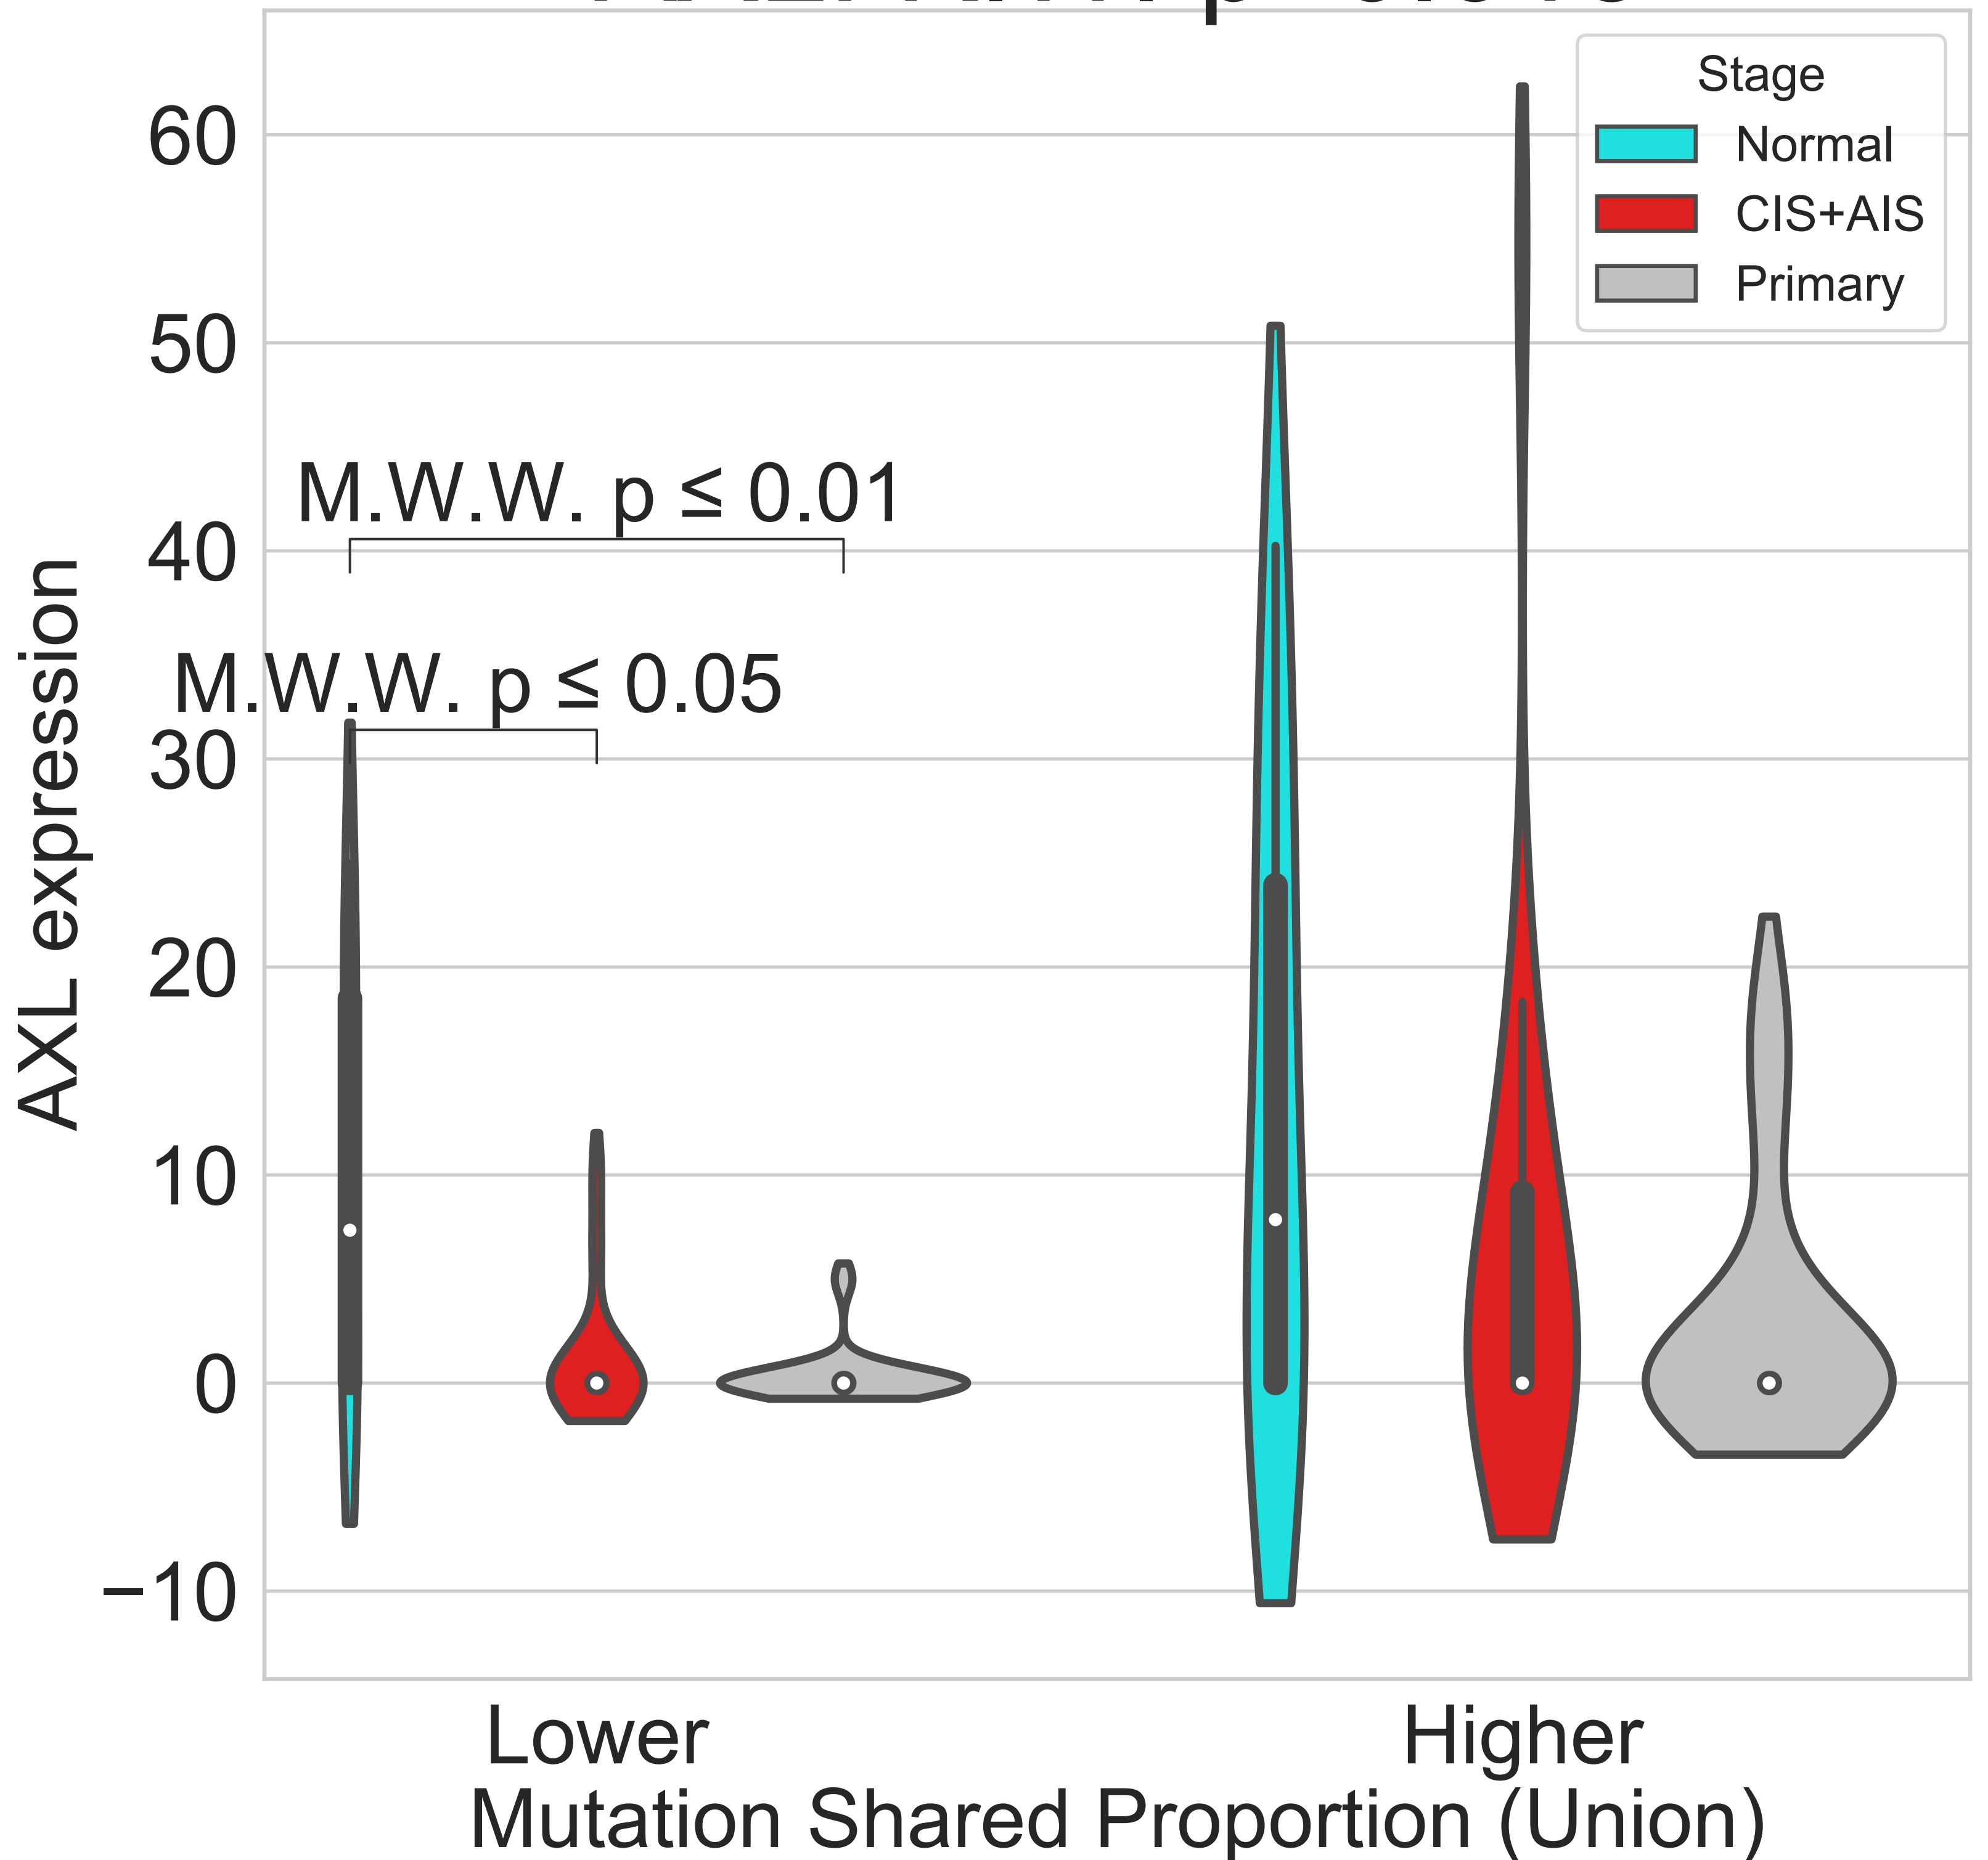 Stage
Normal
CIS+AIS
Primary
60
50
40
30
20
10
0
−10
AXL expression
M.W.W. p ≤ 0.01
M.W.W. p ≤ 0.05
Lower
Higher
Mutation Shared Proportion (Union)